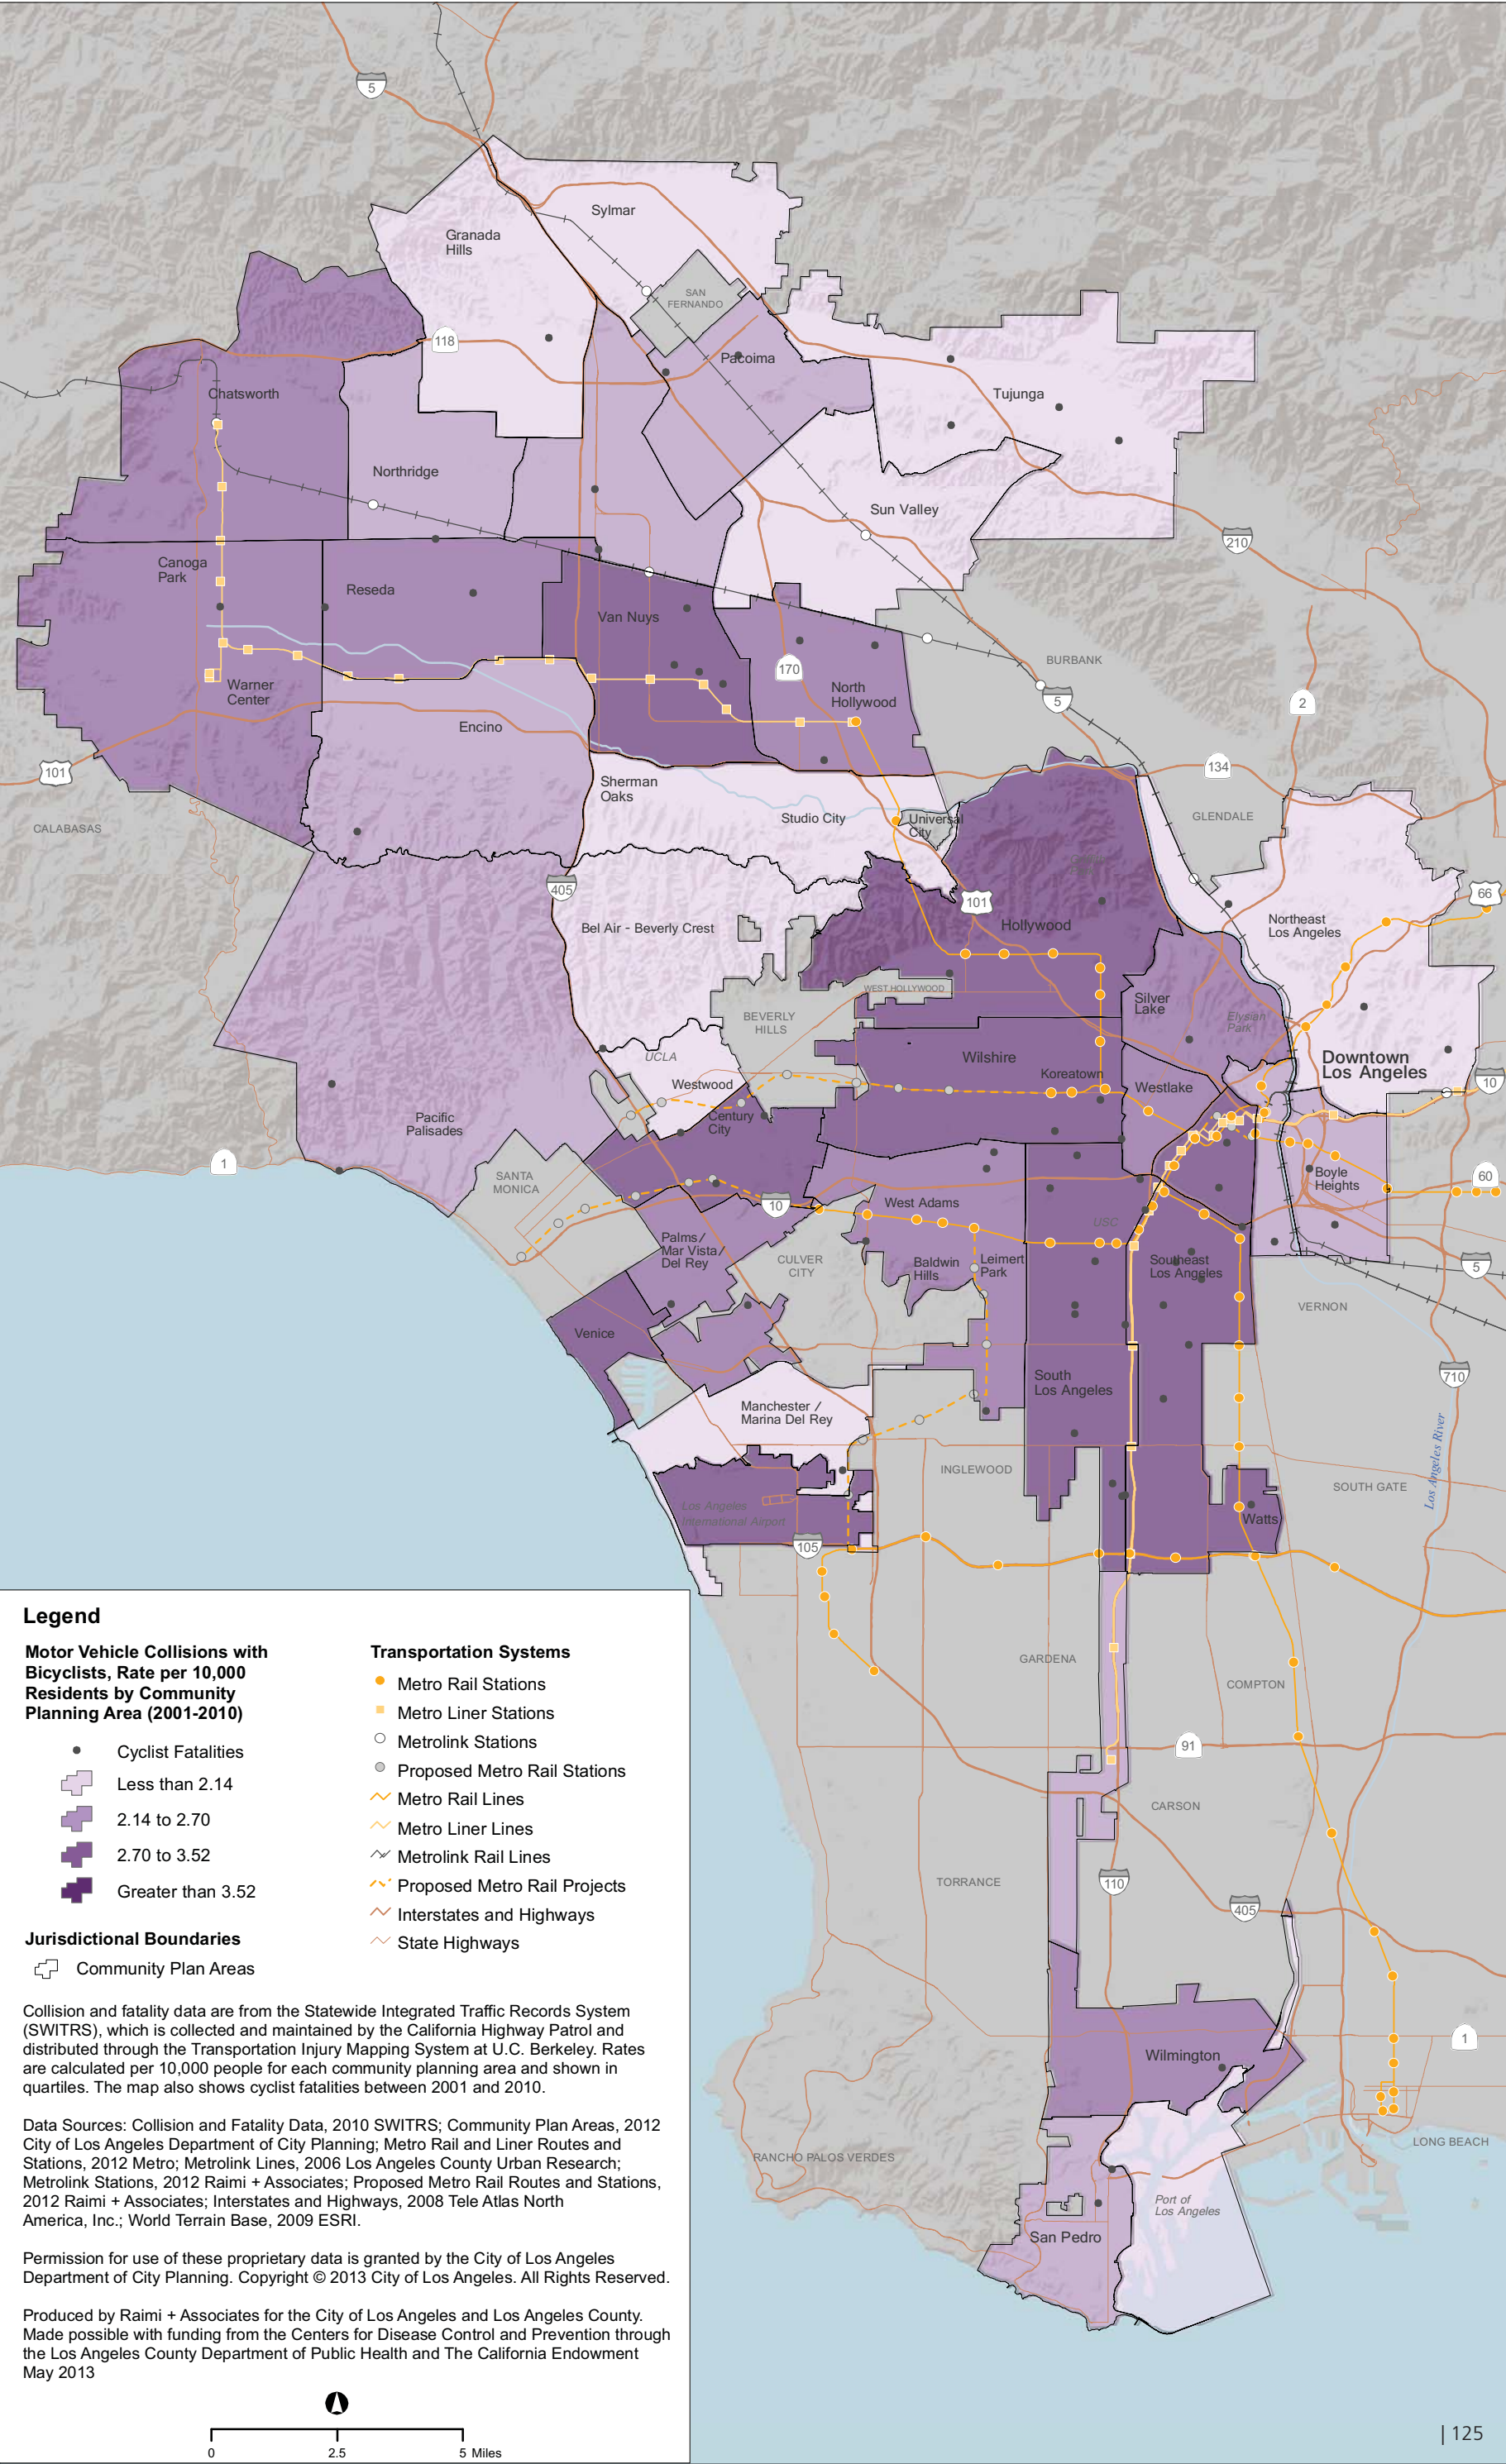 5
Sylmar
Granada
Hills
SAN
FERNANDO
118
Pacoima
Chatsworth
Tujunga
Northridge
Sun Valley
210
Canoga
Park
Reseda
Van Nuys
170
BURBANK
Warner
Center
North
Hollywood
5
2
Encino
101
134
Sherman
Oaks
CALABASAS
Studio City
Universal
City
GLENDALE
405
66
101
Bel Air - Beverly Crest
Hollywood
Northeast
Los Angeles
WEST HOLLYWOOD
Silver
Lake
BEVERLY
HILLS
Elysian
Park
UCLA
Wilshire
Downtown
Los Angeles
Koreatown
Westwood
Westlake
10
Century
City
Pacific
Palisades
1
SANTA
MONICA
Boyle
Heights
60
10
West Adams
USC
Palms/
Mar Vista/
Del Rey
CULVER
CITY
Baldwin
Hills
Leimert
Park
Southeast
Los Angeles
5
VERNON
Venice
710
South
Los Angeles
Manchester /
Marina Del Rey
INGLEWOOD
SOUTH GATE
Los Angeles River
Los Angeles
International Airport
Watts
105
GARDENA
COMPTON
91
CARSON
TORRANCE
110
405
1
Wilmington
LONG BEACH
RANCHO PALOS VERDES
Port of
Los Angeles
San Pedro
Legend
Motor Vehicle Collisions with
Bicyclists, Rate per 10,000
Residents by Community
Planning Area (2001-2010)
Cyclist Fatalities
Less than 2.14
2.14 to 2.70
2.70 to 3.52
Greater than 3.52
Jurisdictional Boundaries
Community Plan Areas
Transportation Systems
Metro Rail Stations
Metro Liner Stations
Metrolink Stations
Proposed Metro Rail Stations
Metro Rail Lines
Metro Liner Lines
Metrolink Rail Lines
Proposed Metro Rail Projects
Interstates and Highways
State Highways
Collision and fatality data are from the Statewide Integrated Traffic Records System
(SWITRS), which is collected and maintained by the California Highway Patrol and
distributed through the Transportation Injury Mapping System at U.C. Berkeley. Rates
are calculated per 10,000 people for each community planning area and shown in
quartiles. The map also shows cyclist fatalities between 2001 and 2010.
Data Sources: Collision and Fatality Data, 2010 SWITRS; Community Plan Areas, 2012
City of Los Angeles Department of City Planning; Metro Rail and Liner Routes and
Stations, 2012 Metro; Metrolink Lines, 2006 Los Angeles County Urban Research;
Metrolink Stations, 2012 Raimi + Associates; Proposed Metro Rail Routes and Stations,
2012 Raimi + Associates; Interstates and Highways, 2008 Tele Atlas North
America, Inc.; World Terrain Base, 2009 ESRI.
Permission for use of these proprietary data is granted by the City of Los Angeles
Department of City Planning. Copyright © 2013 City of Los Angeles. All Rights Reserved.
Produced by Raimi + Associates for the City of Los Angeles and Los Angeles County.
Made possible with funding from the Centers for Disease Control and Prevention through
the Los Angeles County Department of Public Health and The California Endowment
May 2013
0 2.5 5 Miles
| 125